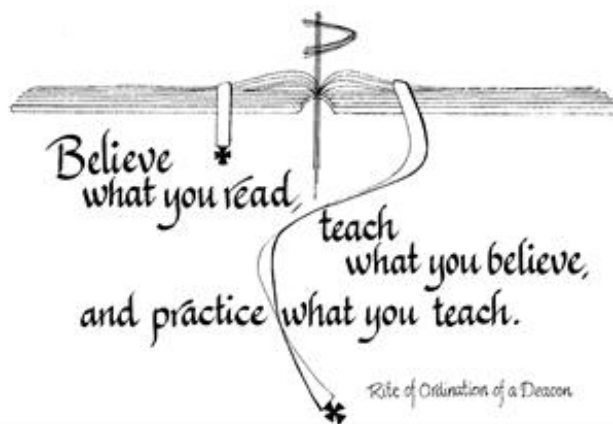 Believe
what you read,
teach
what you believe,
and practice what you teach.
Rite of Ordination of a Deacon